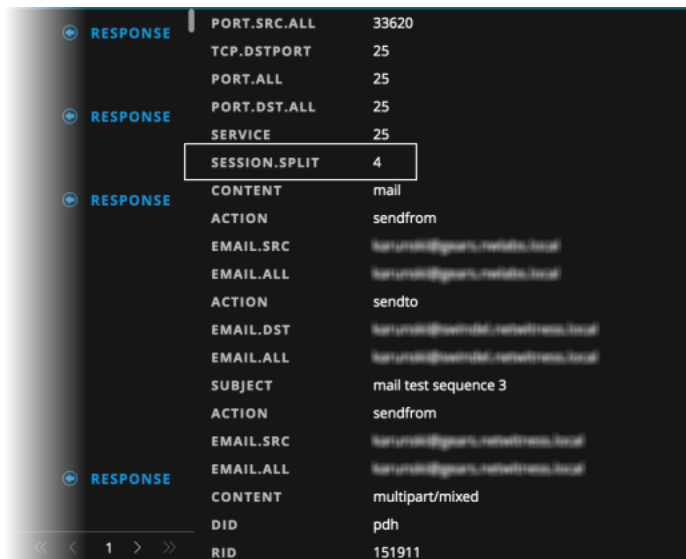 RESPONSE
RESPONSE
RESPONSE
RESPONSE
1
PORT.SRC.ALL 33620
TCP.DSTPORT 25
PORT.ALL 25
PORT.DST.ALL 25
SERVICE 25
SESSION.SPLIT 4
CONTENT mail
ACTION sendfrom
EMAIL.SRC
EMAIL.ALL
ACTION sendto
EMAIL.DST
EMAIL.ALL
SUBJECT mail test sequence 3
ACTION sendfrom
EMAIL.SRC
EMAIL.ALL
CONTENT multipart/mixed
DID pdh
RID 151911